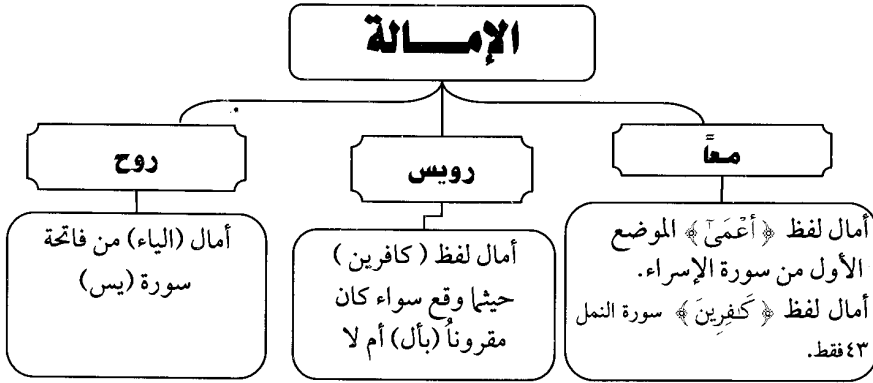 الإمـــالة
معاً
رويس
روح
أمال لفظ ﴿ أَعْمَىٰٓ ﴾ الموضع
الأول من سورة الإسراء.
أمال لفظ ﴿ كَـٰفِرِينَ ﴾ سورة النمل
٤٣ فقط.
أمال لفظ ( كافرين )
حيثما وقع سواء كان
مقروناُ (بأل) أم لا
أمال (الياء) من فاتحة
سورة (يس)